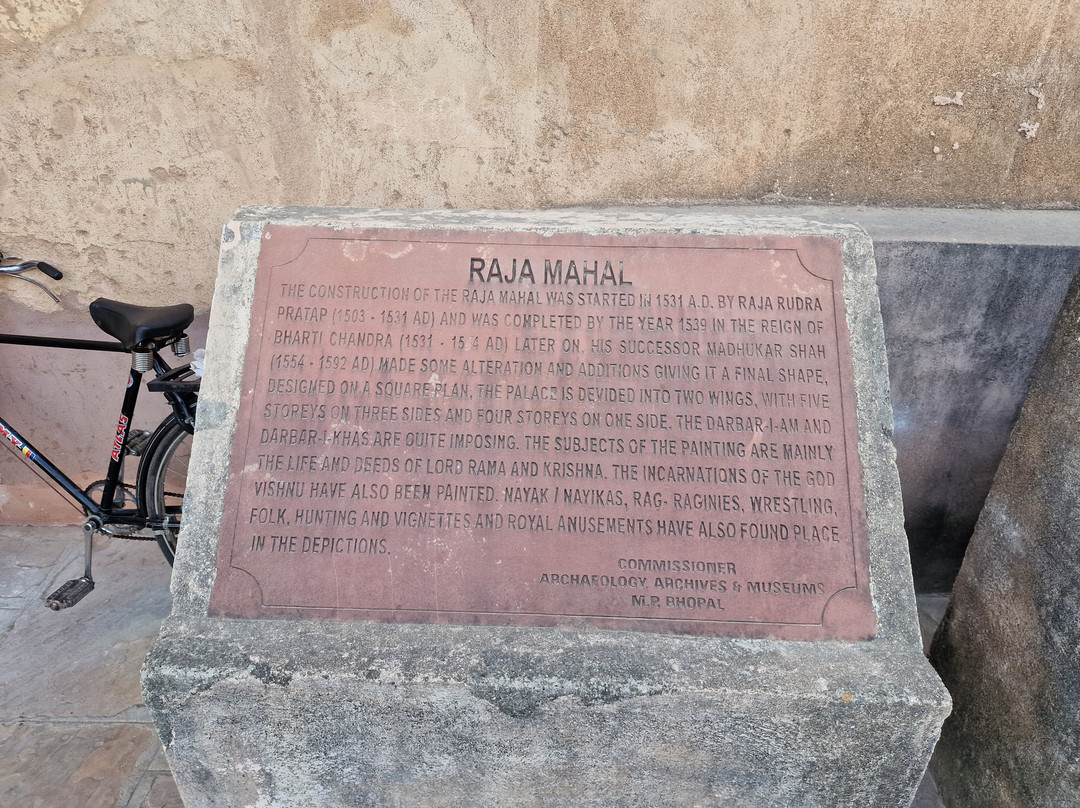 RAJA MAHAL
THE CONSTRUCTION OF THE RAJA MAHAL WAS STARTED IN 1531 A.D. BY RAJA RUDRA
PRATAP (1503 - 1531 AD) AND WAS COMPLETED BY THE YEAR 1539 IN THE REIGN OF
BHARTI CHANDRA (1531 - AD) LATER ON, HIS SUCCESSOR MADHUKAR SHAH
(1554 - 1592 AD) MADE SOME ALTERATION AND ADDITIONS GIVING IT A FINAL SHAPE,
DESIGNED ON A SQUARE PLAN, THE PALACE IS DEVIDED INTO TWO WINGS, WITH FIVE
STOREYS ON THREE SIDES AND FOUR STOREYS ON ONE SIDE. THE DARBAR-I-AM AND
DARBAR-I-KHAS ARE QUITE IMPOSING. THE SUBJECTS OF THE PAINTING ARE MAINLY
THE LIFE AND DEEDS OF LORD RAMA AND KRISHNA. THE INCARNATIONS OF THE GOD
VISHNU HAVE ALSO BEEN PAINTED. NAYAK / NAYIKAS, RAG- RAGINIES, WRESTLING,
FOLK, HUNTING AND VIGNETTES AND ROYAL ANUSEMENTS HAVE ALSO FOUND PLACE
IN THE DEPICTIONS.
COMMISSIONER
ARCHAEOLOGY, ARCHIVES & MUSEUMS
M.P. BHOPAL
ATLAS